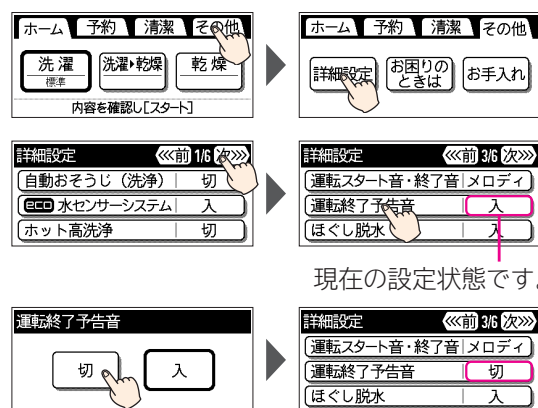 ホーム 予約 清潔 その他
洗濯 標準 洗濯▸乾燥 乾燥
内容を確認し[スタート]
ホーム 予約 清潔 その他
詳細設定 お困りのときは お手入れ
詳細設定 ⋘前 1/6 次⋙
自動おそうじ（洗浄） 切
eco 水センサーシステム 入
ホット高洗浄 切
詳細設定 ⋘前 3/6 次⋙
運転スタート音・終了音 メロディ
運転終了予告音 入
ほぐし脱水 入
現在の設定状態です。
運転終了予告音
切 入
詳細設定 ⋘前 3/6 次⋙
運転スタート音・終了音 メロディ
運転終了予告音 切
ほぐし脱水 入